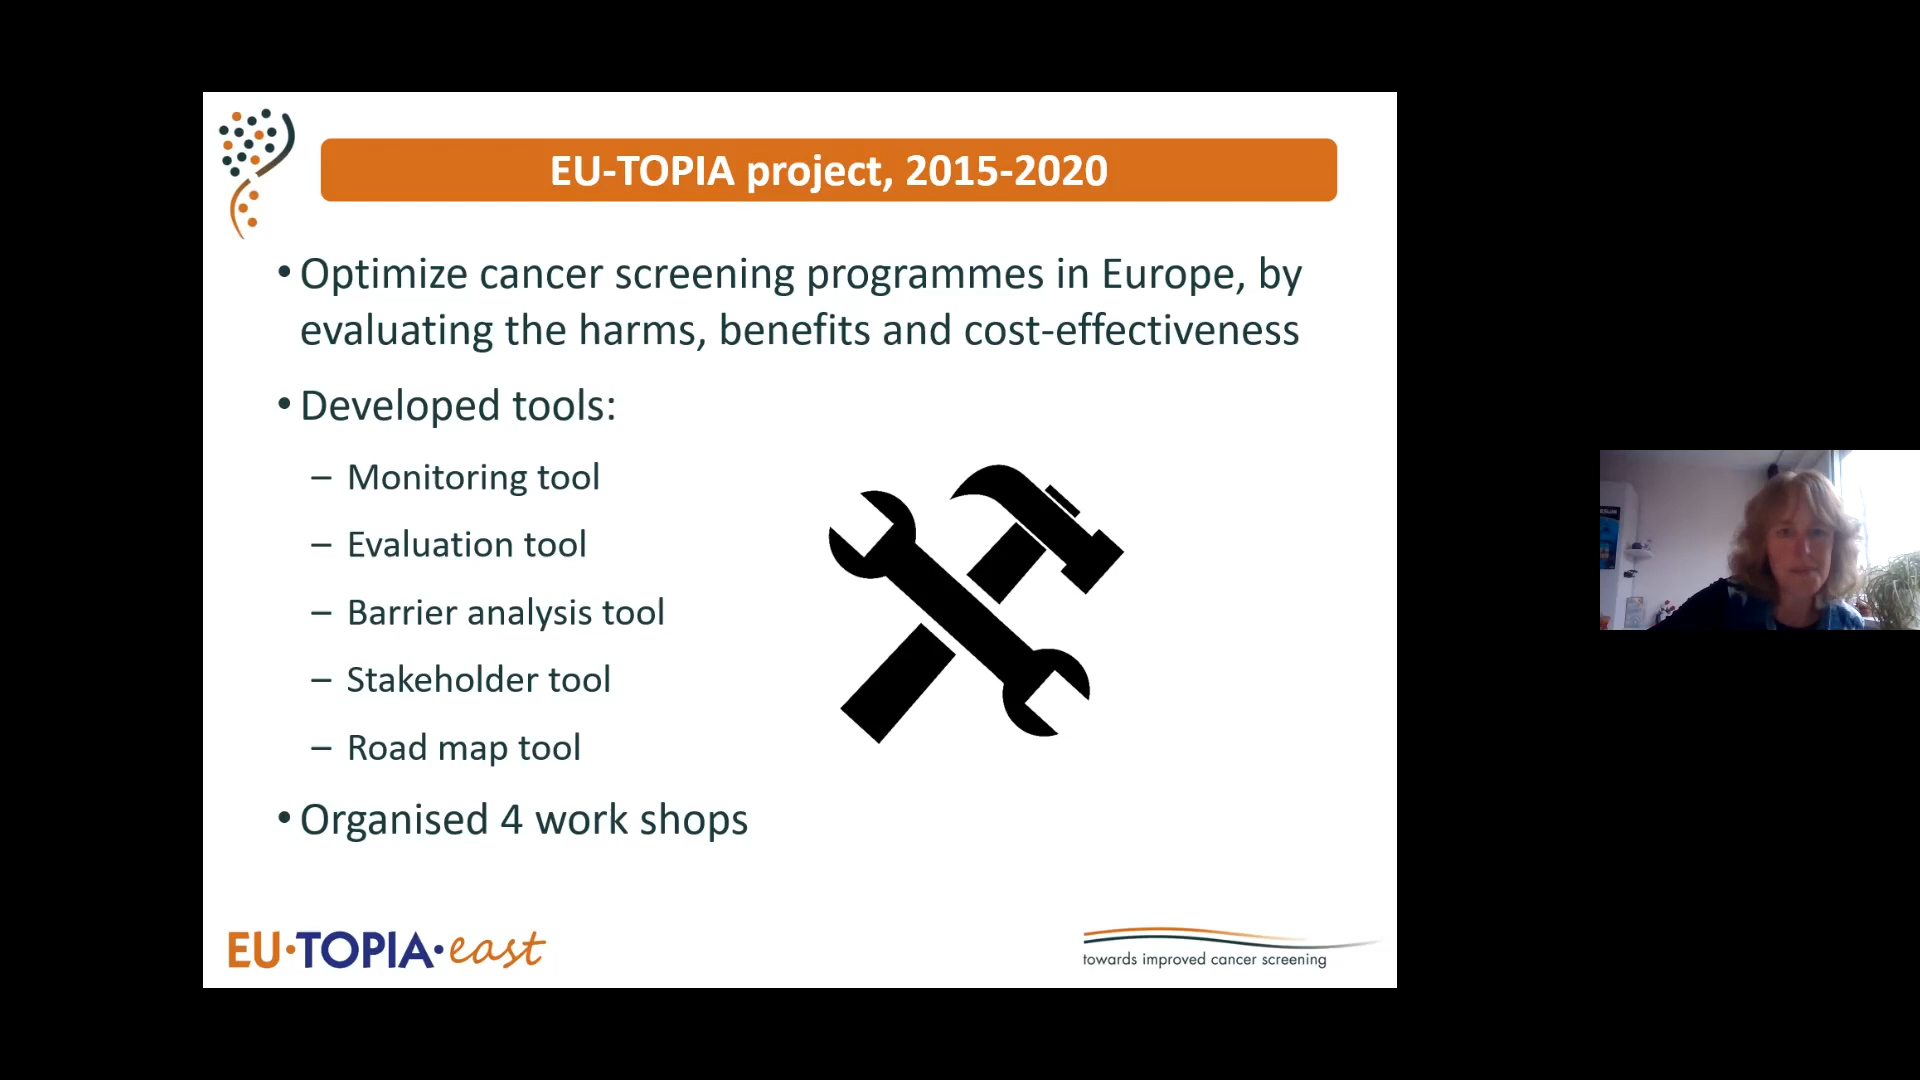 EU-TOPIA project, 2015-2020
• Optimize cancer screening programmes in Europe, by
evaluating the harms, benefits and cost-effectiveness
• Developed tools:
– Monitoring tool
– Evaluation tool
– Barrier analysis tool
– Stakeholder tool
– Road map tool
• Organised 4 work shops
EU·TOPIA·east
towards improved cancer screening